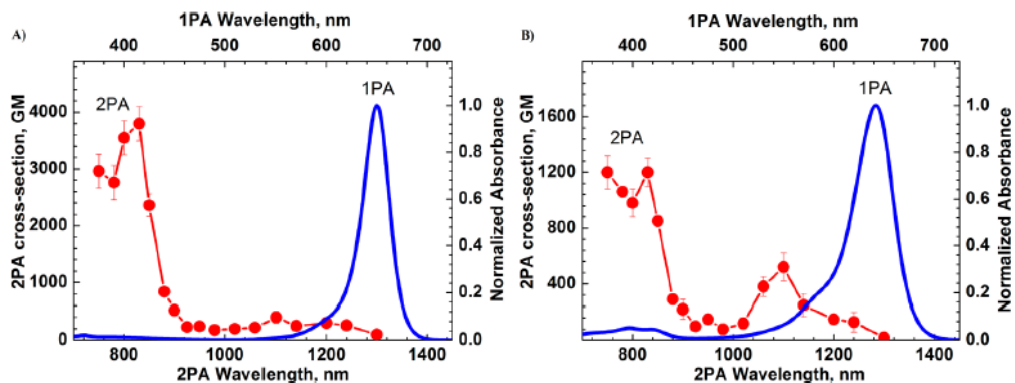 A)
1PA Wavelength, nm
400 500 600 700
2PA cross-section, GM
4000
3000
2000
1000
0
2PA
1PA
1.0
0.8
0.6
0.4
0.2
0.0
Normalized Absorbance
800 1000 1200 1400
2PA Wavelength, nm
B)
1PA Wavelength, nm
400 500 600 700
2PA cross-section, GM
1600
1200
800
400
2PA
1PA
1.0
0.8
0.6
0.4
0.2
0.0
Normalized Absorbance
800 1000 1200 1400
2PA Wavelength, nm